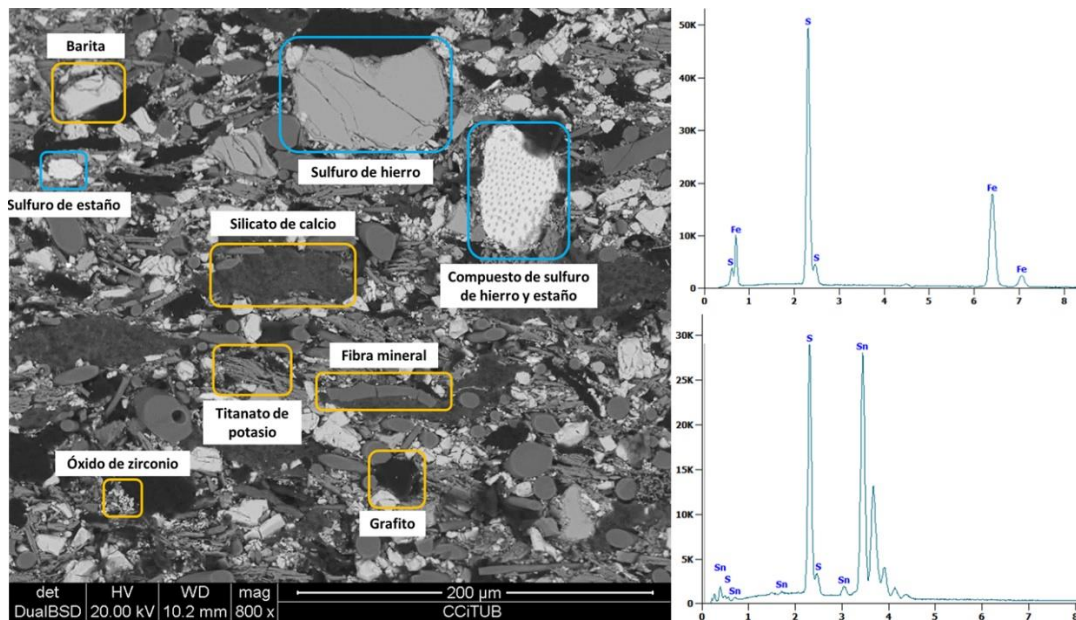 Barita
Sulfuro de hierro
Sulfuro de estaño
Silicato de calcio
Compuesto de sulfuro
de hierro y estaño
Fibra mineral
Titanato de
potasio
Óxido de zirconio
Grafito
det HV WD mag 200 µm
DualBSD 20.00 kV 10.2 mm 800 x CCiTUB
50K
40K
30K
20K
10K
0
0 1 2 3 4 5 6 7 8
S
Fe
S
S
Fe
Fe
30K
25K
20K
15K
10K
5K
0
0 1 2 3 4 5 6 7 8
S
Sn
Sn
S
Sn
Sn
S
Sn